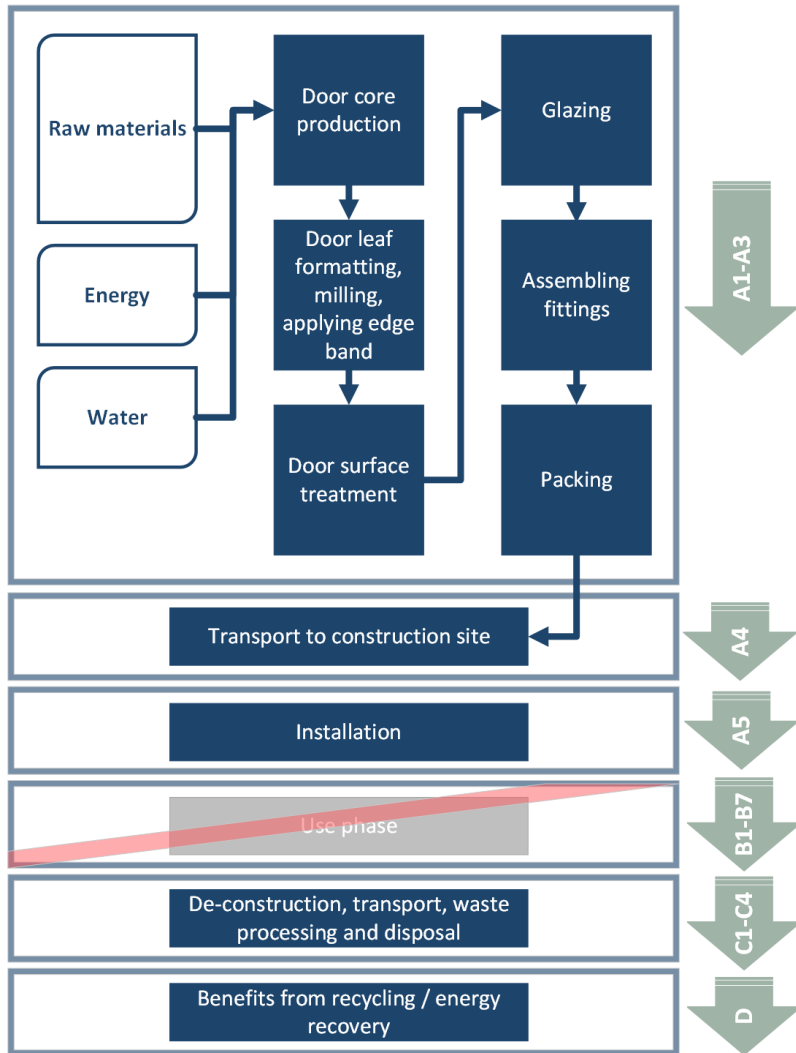 Raw materials
Energy
Water
Door core
production
Door leaf
formatting,
milling,
applying edge
band
Door surface
treatment
Glazing
Assembling
fittings
Packing
A1-A3
Transport to construction site
A4
Installation
A5
Use phase
B1-B7
De-construction, transport, waste
processing and disposal
C1-C4
Benefits from recycling / energy
recovery
D